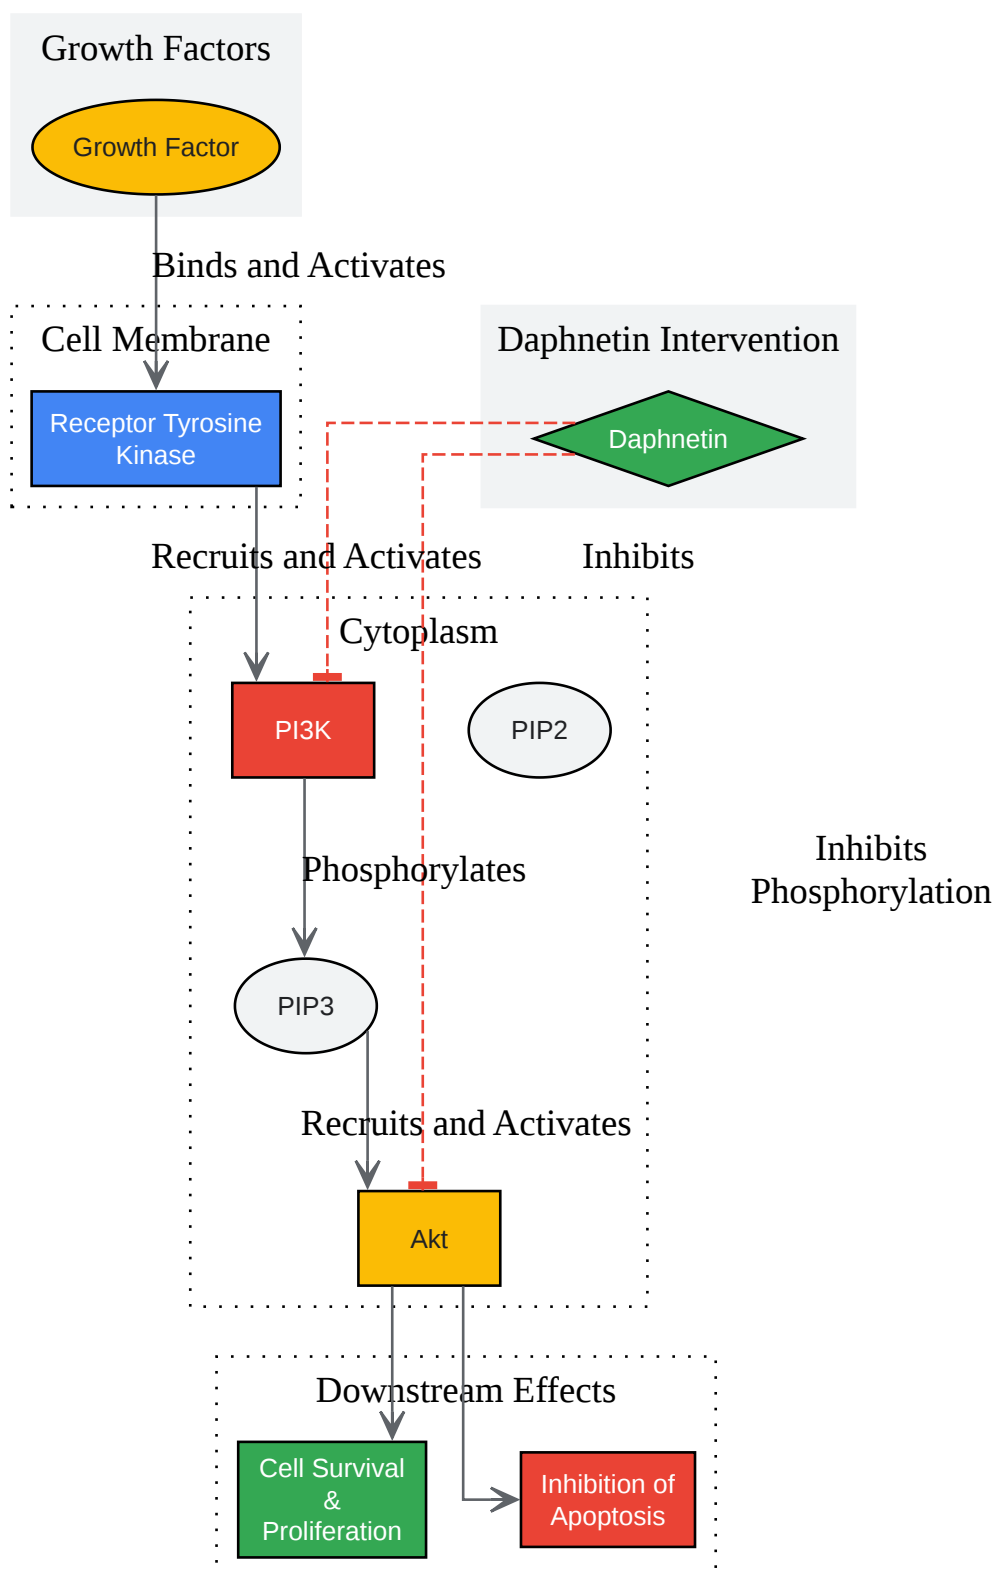 Growth Factors
Growth Factor
Binds and Activates
Cell Membrane
Daphnetin Intervention
Receptor Tyrosine
Kinase
Daphnetin
Recruits and Activates
Inhibits
Cytoplasm
PI3K
PIP2
Phosphorylates
Inhibits
Phosphorylation
PIP3
Recruits and Activates
Akt
Downstream Effects
Cell Survival
&
Proliferation
Inhibition of
Apoptosis